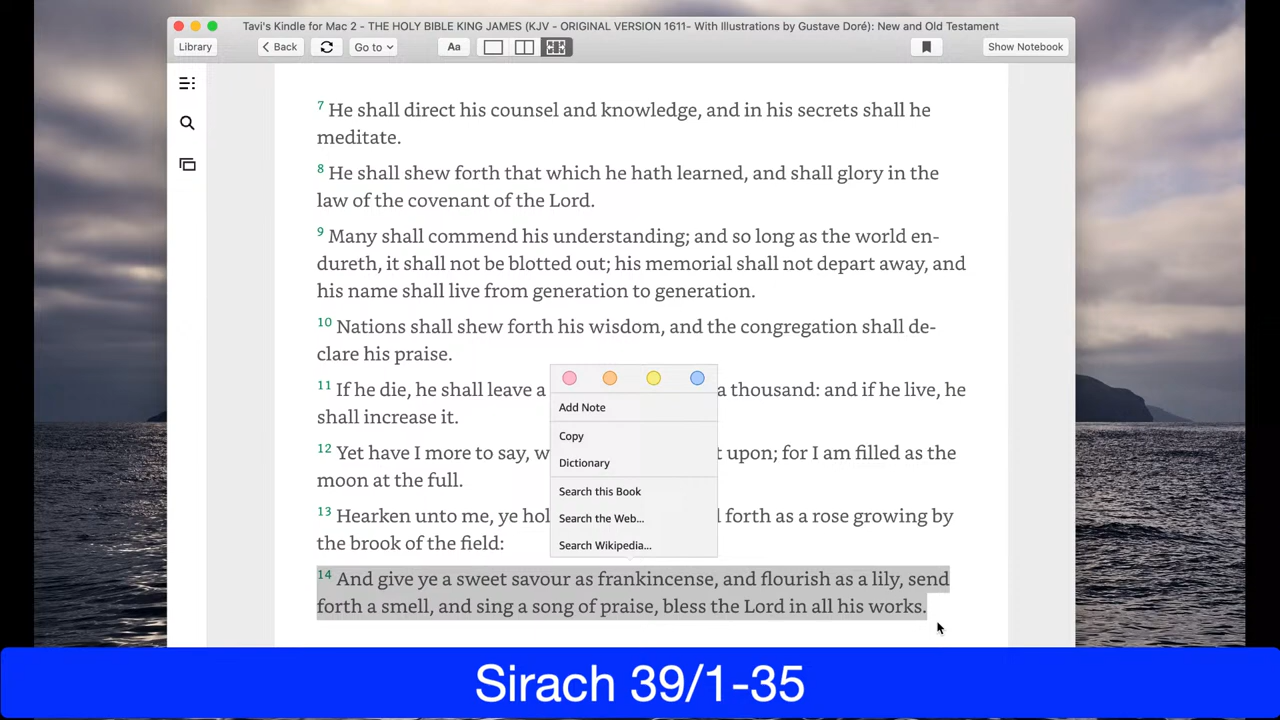 Tavi's Kindle for Mac 2 - THE HOLY BIBLE KING JAMES (KJV - ORIGINAL VERSION 1611- With Illustrations by Gustave Doré): New and Old Testament
Library Back Go to Aa Show Notebook
7 He shall direct his counsel and knowledge, and in his secrets shall he
meditate.
8 He shall shew forth that which he hath learned, and shall glory in the
law of the covenant of the Lord.
9 Many shall commend his understanding; and so long as the world en-
dureth, it shall not be blotted out; his memorial shall not depart away, and
his name shall live from generation to generation.
10 Nations shall shew forth his wisdom, and the congregation shall de-
clare his praise.
11 If he die, he shall leave a a thousand: and if he live, he
shall increase it.
12 Yet have I more to say, upon; for I am filled as the
moon at the full.
13 Hearken unto me, ye forth as a rose growing by
the brook of the field:
Add Note
Copy
Dictionary
Search this Book
Search the Web...
Search Wikipedia...
14 And give ye a sweet savour as frankincense, and flourish as a lily, send
forth a smell, and sing a song of praise, bless the Lord in all his works.
Sirach 39/1-35